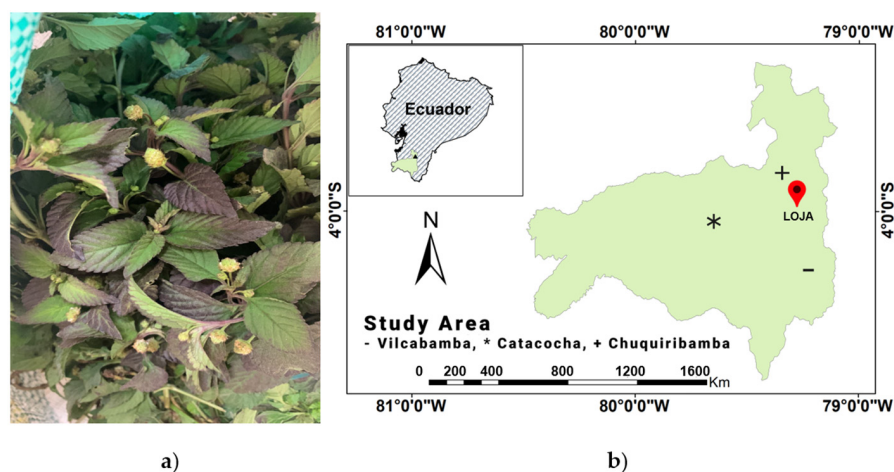 81°0'0"W 80°0'0"W 79°0'0"W
Ecuador
4°0'0"S
4°0'0"S
N
LOJA
Study Area
- Vilcabamba, * Catacocha, + Chuquiribamba
0 200 400 800 1200 1600 Km
81°0'0"W 80°0'0"W 79°0'0"W
a) b)